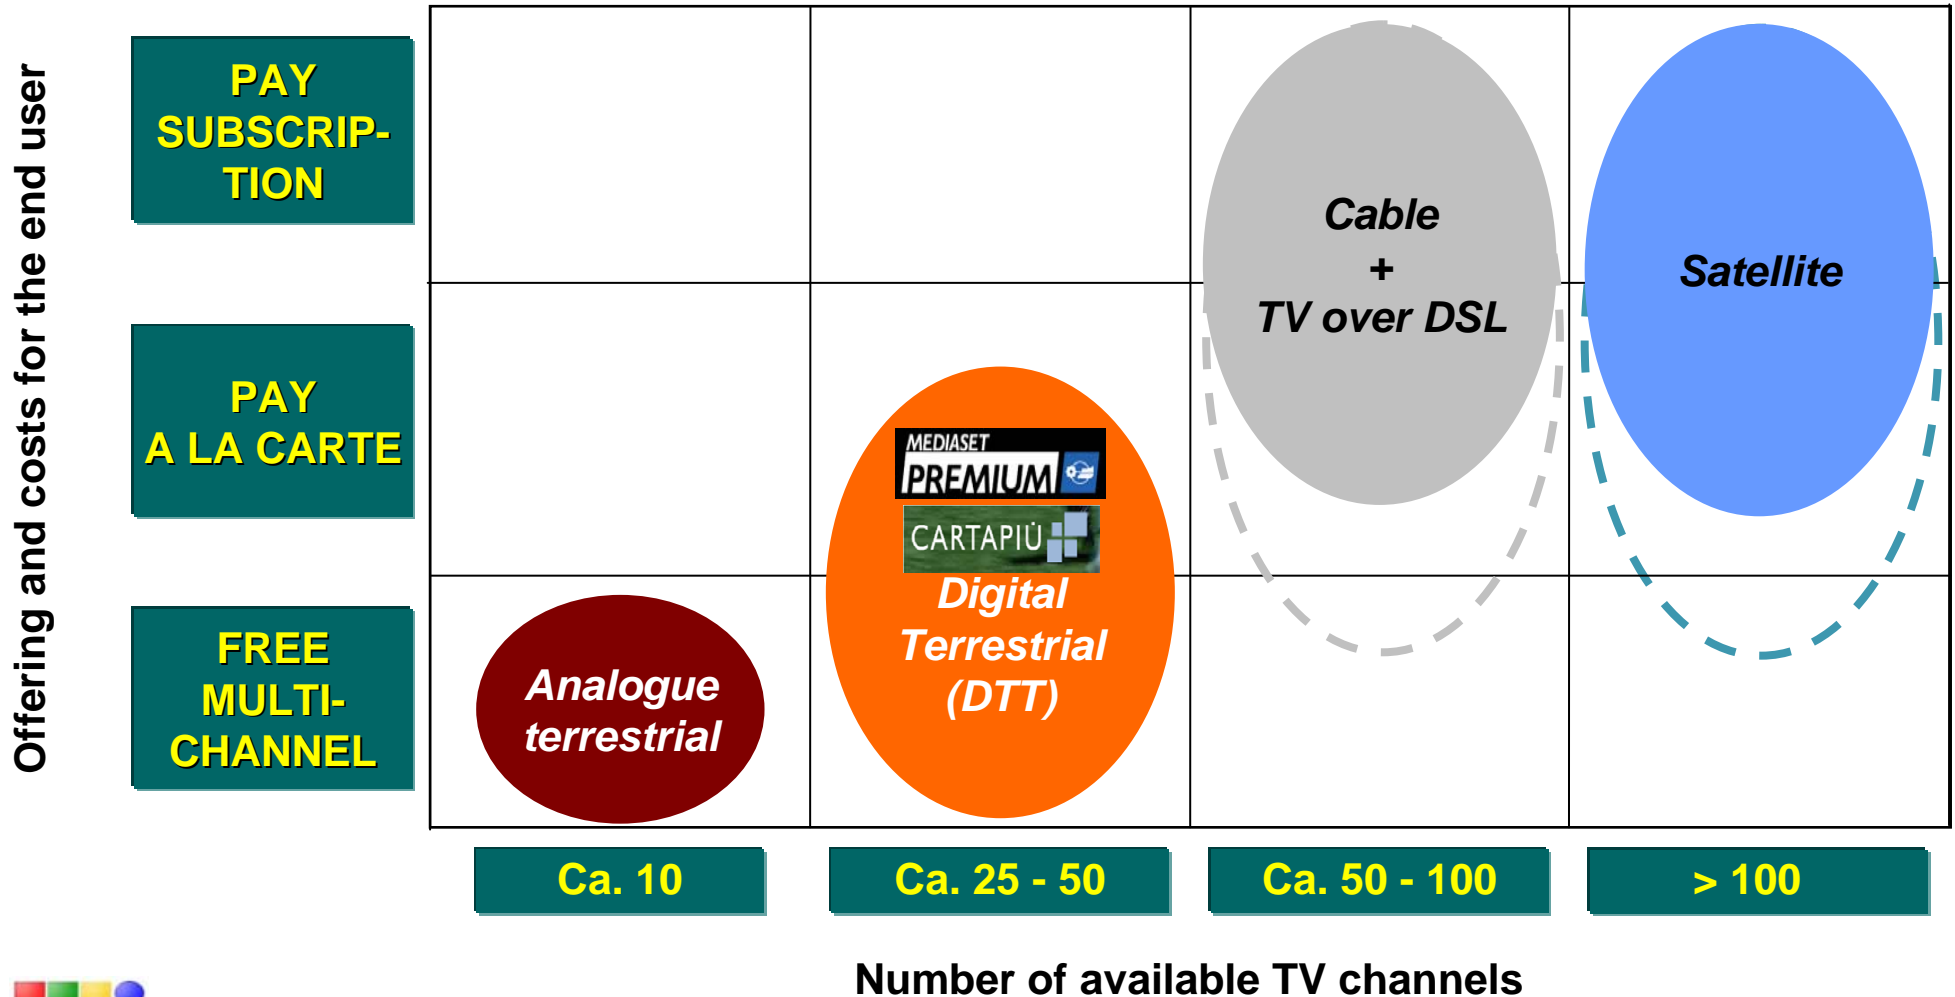 Offering and costs for the end user
PAY
SUBSCRIP-
TION
PAY
A LA CARTE
FREE
MULTI-
CHANNEL
Cable
+
TV over DSL
Satellite
MEDIASET
PREMIUM
CARTAPIÙ
Digital
Terrestrial
(DTT)
Analogue
terrestrial
Ca. 10
Ca. 25 - 50
Ca. 50 - 100
> 100
Number of available TV channels